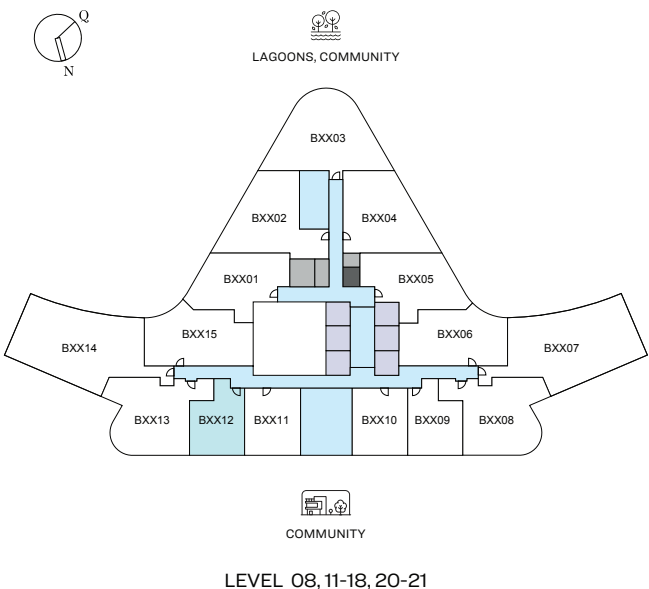 Q
N
LAGOONS, COMMUNITY
BXX03
BXX02
BXX04
BXX01
BXX05
BXX15
BXX06
BXX14
BXX07
BXX13
BXX12
BXX11
BXX10
BXX09
BXX08
COMMUNITY
LEVEL 08, 11-18, 20-21